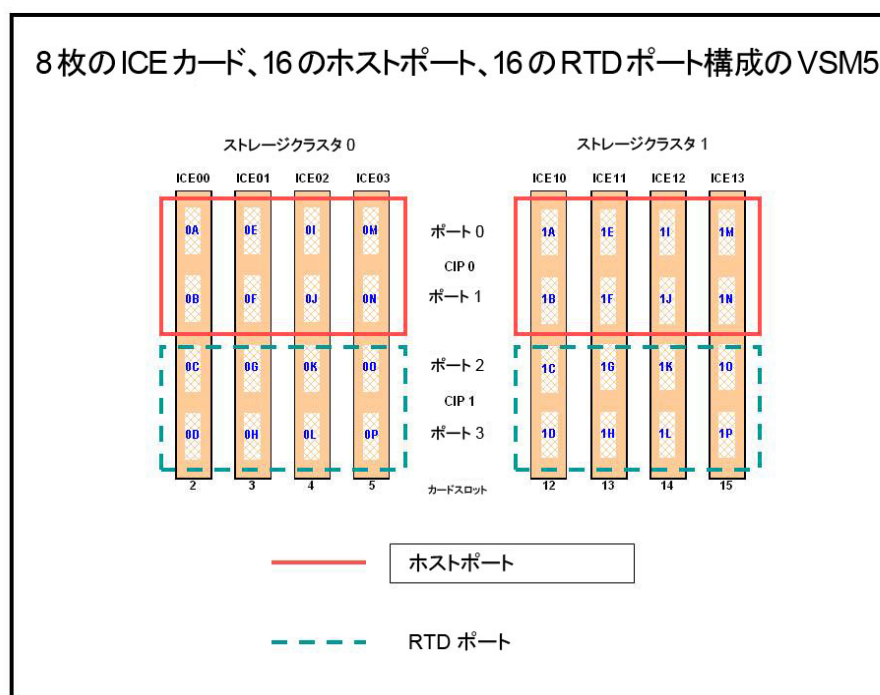 8枚のICEカード、16のホストポート、16のRTDポート構成のVSM5
ストレージクラスタ 0 ストレージクラスタ 1
ICE00 ICE01 ICE02 ICE03 ICE10 ICE11 ICE12 ICE13
0A 0E 0I 0M ポート 0 1A 1E 1I 1M
CIP 0
0B 0F 0J 0N ポート 1 1B 1F 1J 1N
0C 0G 0K 0O ポート 2 1C 1G 1K 1O
CIP 1
0D 0H 0L 0P ポート 3 1D 1H 1L 1P
2 3 4 5 カードスロット 12 13 14 15
ホストポート
RTD ポート